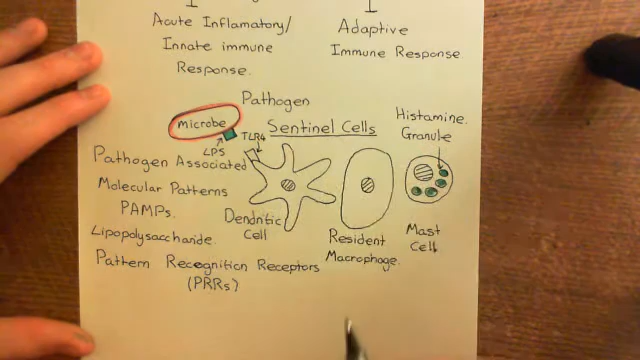 Acute Inflamatory/
Innate immune
Response.
Adaptive
Immune Response.
Pathogen
microbe
LPS
TLR4
Sentinel Cells
Histamine
Granule
Pathogen Associated
Molecular Patterns
PAMPs.
Lipopolysaccharide.
Pattern Recognition Receptors
(PRRs)
Dendritic
Cell
Resident
Macrophage.
Mast
Cell